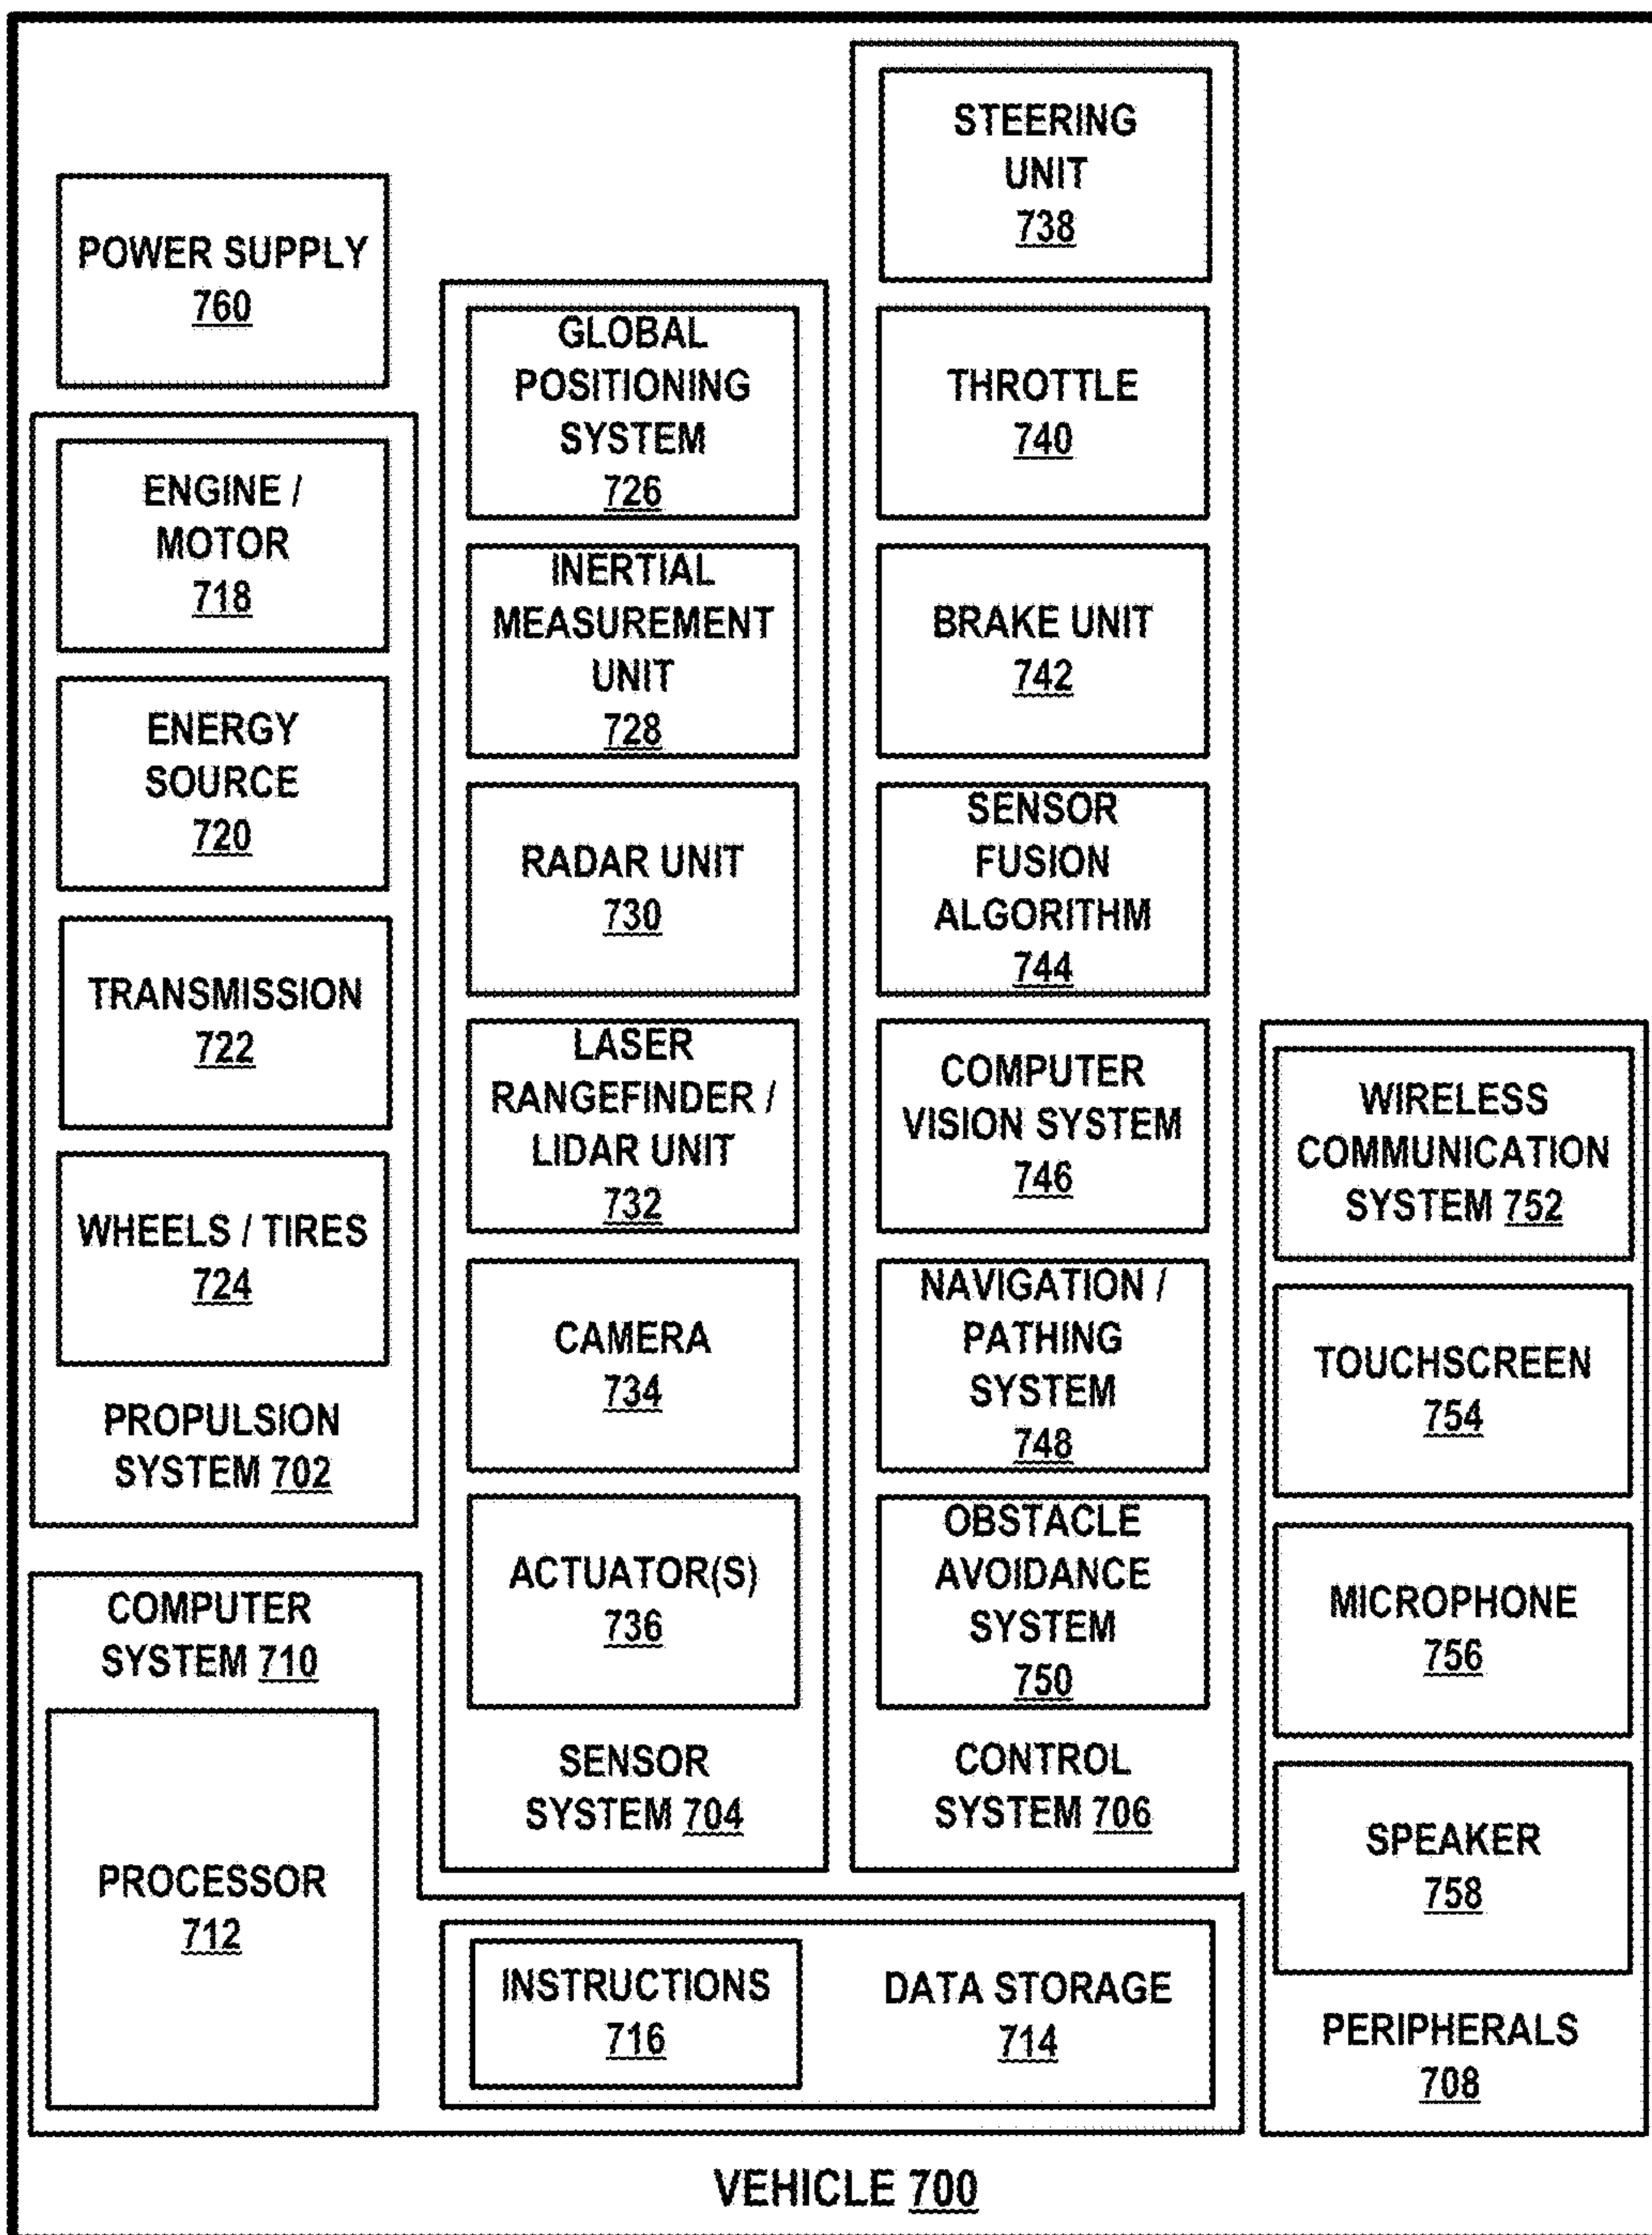 POWER SUPPLY
760
ENGINE /
MOTOR
718
ENERGY
SOURCE
720
TRANSMISSION
722
WHEELS / TIRES
724
PROPULSION
SYSTEM 702
COMPUTER
SYSTEM 710
PROCESSOR
712
GLOBAL
POSITIONING
SYSTEM
726
INERTIAL
MEASUREMENT
UNIT
728
RADAR UNIT
730
LASER
RANGEFINDER /
LIDAR UNIT
732
CAMERA
734
ACTUATOR(S)
736
SENSOR
SYSTEM 704
STEERING
UNIT
738
THROTTLE
740
BRAKE UNIT
742
SENSOR
FUSION
ALGORITHM
744
COMPUTER
VISION SYSTEM
746
NAVIGATION /
PATHING
SYSTEM
748
OBSTACLE
AVOIDANCE
SYSTEM
750
CONTROL
SYSTEM 706
INSTRUCTIONS
716
DATA STORAGE
714
WIRELESS
COMMUNICATION
SYSTEM 752
TOUCHSCREEN
754
MICROPHONE
756
SPEAKER
758
PERIPHERALS
708
VEHICLE 700